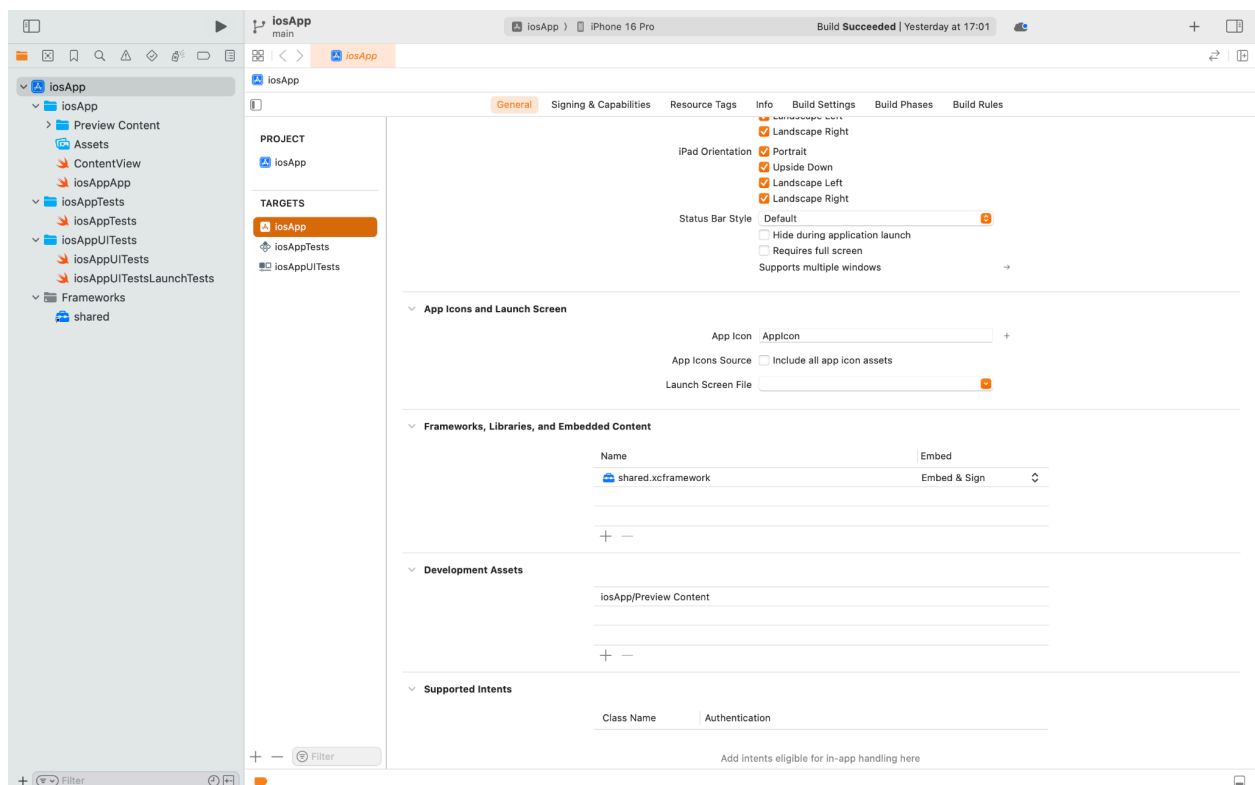 iosApp
main
iosApp
iPhone 16 Pro
Build Succeeded | Yesterday at 17:01
iosApp
iosApp
iosApp
iosApp
Preview Content
Assets
ContentView
iosAppApp
iosAppTests
iosAppTests
iosAppUITests
iosAppUITests
iosAppUITestsLaunchTests
Frameworks
shared
Filter
General Signing & Capabilities Resource Tags Info Build Settings Build Phases Build Rules
PROJECT
iosApp
TARGETS
iosApp
iosAppTests
iosAppUITests
Filter
Landscape Left
Landscape Right
iPad Orientation Portrait
Upside Down
Landscape Left
Landscape Right
Status Bar Style Default
Hide during application launch
Requires full screen
Supports multiple windows
App Icons and Launch Screen
App Icon AppIcon
App Icons Source Include all app icon assets
Launch Screen File
Frameworks, Libraries, and Embedded Content
Name Embed
shared.xcframework Embed & Sign
Development Assets
iosApp/Preview Content
Supported Intents
Class Name Authentication
Add intents eligible for in-app handling here